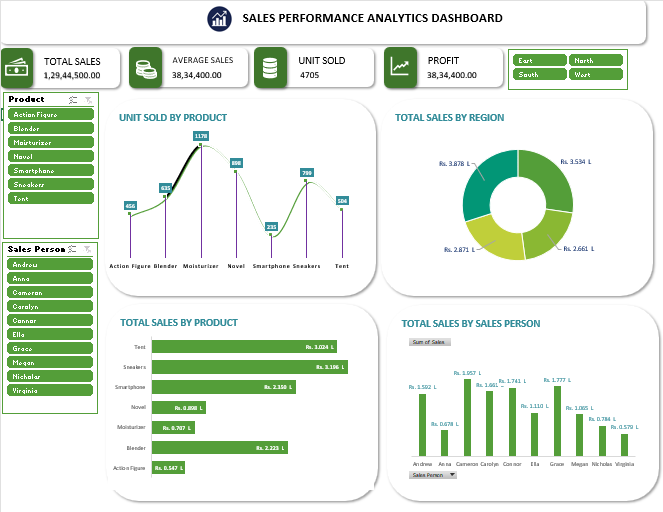 SALES PERFORMANCE ANALYTICS DASHBOARD
TOTAL SALES
1,29,44,500.00
AVERAGE SALES
38,34,400.00
UNIT SOLD
4705
PROFIT
38,34,400.00
East
North
South
West
Product
Action Figure
Blender
Moisturizer
Novel
Smartphone
Sneakers
Tent
Sales Person
Andrew
Anna
Cameron
Carolyn
Connor
Ella
Grace
Megan
Nicholas
Virginia
UNIT SOLD BY PRODUCT
456
635
1178
898
235
799
504
Action Figure Blender Moisturizer Novel Smartphone Sneakers Tent
TOTAL SALES BY REGION
Rs. 3.878 L
Rs. 3.534 L
Rs. 2.871 L
Rs. 2.661 L
TOTAL SALES BY PRODUCT
Tent Rs. 3.024 L
Sneakers Rs. 3.196 L
Smartphone Rs. 2.350 L
Novel Rs. 0.898 L
Moisturizer Rs. 0.707 L
Blender Rs. 2.223 L
Action Figure Rs. 0.547 L
TOTAL SALES BY SALES PERSON
Sum of Sales
Rs. 1.592 L
Rs. 0.678 L
Rs. 1.957 L
Rs. 1.661
Rs. 1.741 L
Rs. 1.110 L
Rs. 1.777 L
Rs. 1.065 L
Rs. 0.784 L
Rs. 0.579 L
Andrew Anna Cameron Carolyn Connor Ella Grace Megan Nicholas Virginia
Sales Person